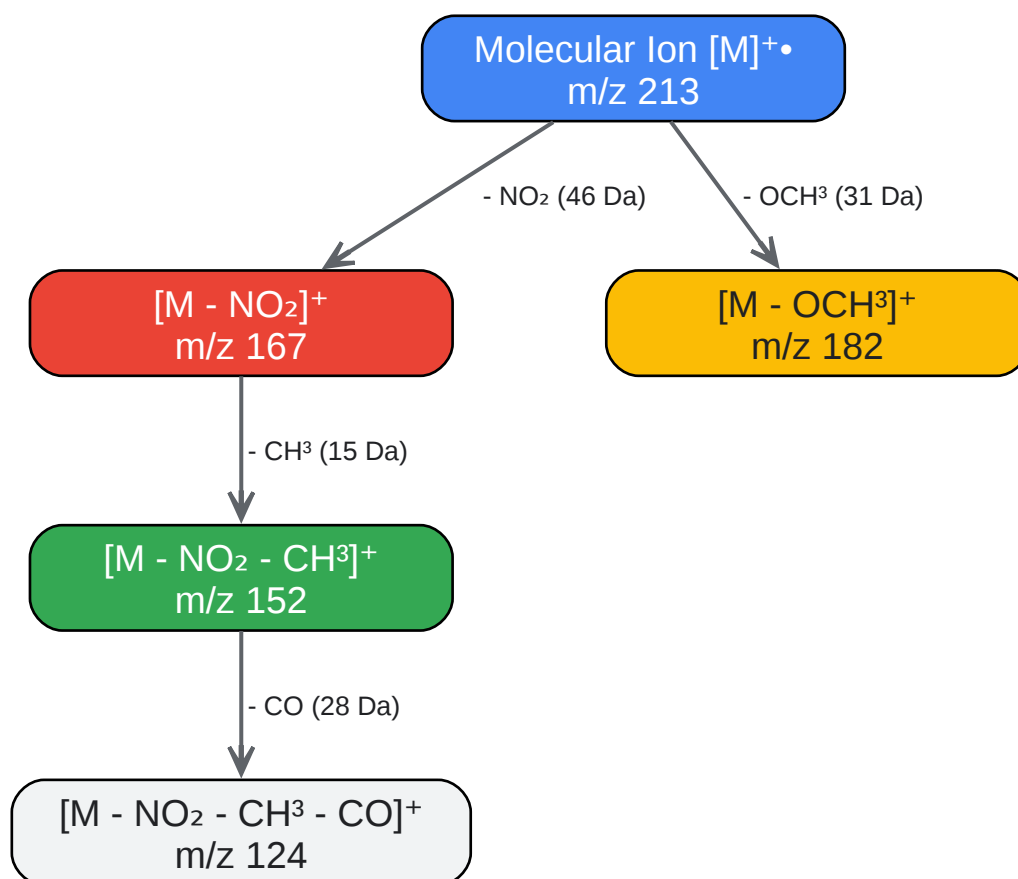 Molecular Ion [M]⁺•
m/z 213
- NO₂ (46 Da)
- OCH³ (31 Da)
[M - NO₂]⁺
m/z 167
[M - OCH³]⁺
m/z 182
- CH³ (15 Da)
[M - NO₂ - CH³]⁺
m/z 152
- CO (28 Da)
[M - NO₂ - CH³ - CO]⁺
m/z 124